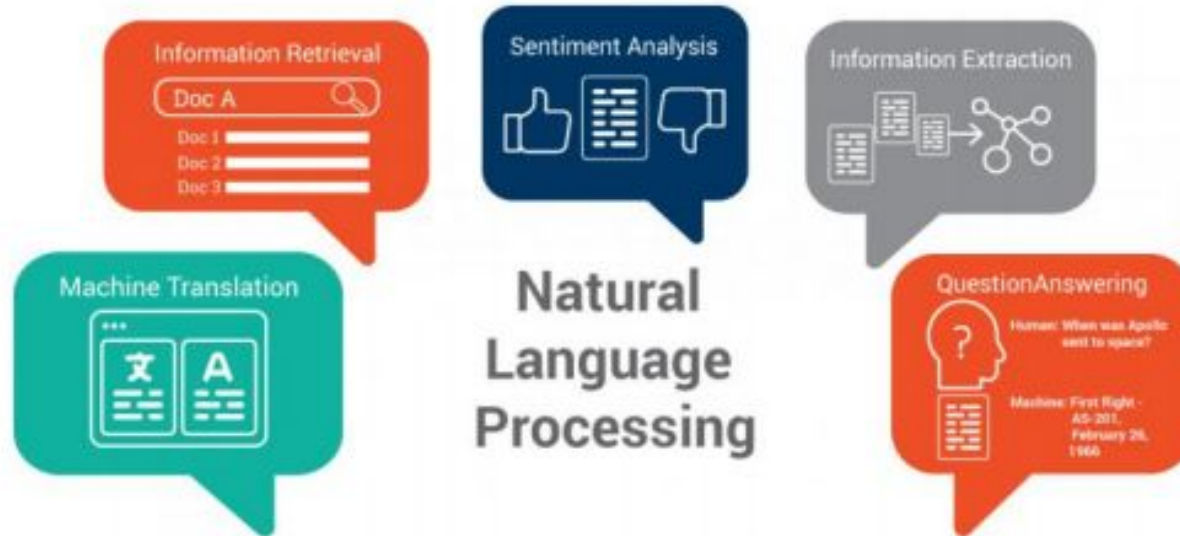 Information Retrieval
Doc A
Doc 1
Doc 2
Doc 3
Sentiment Analysis
Information Extraction
Machine Translation
文
A
Natural
Language
Processing
QuestionAnswering
?
Human: When was Apollo
sent to space?
Machine: First flight -
AS-201,
February 26,
1966